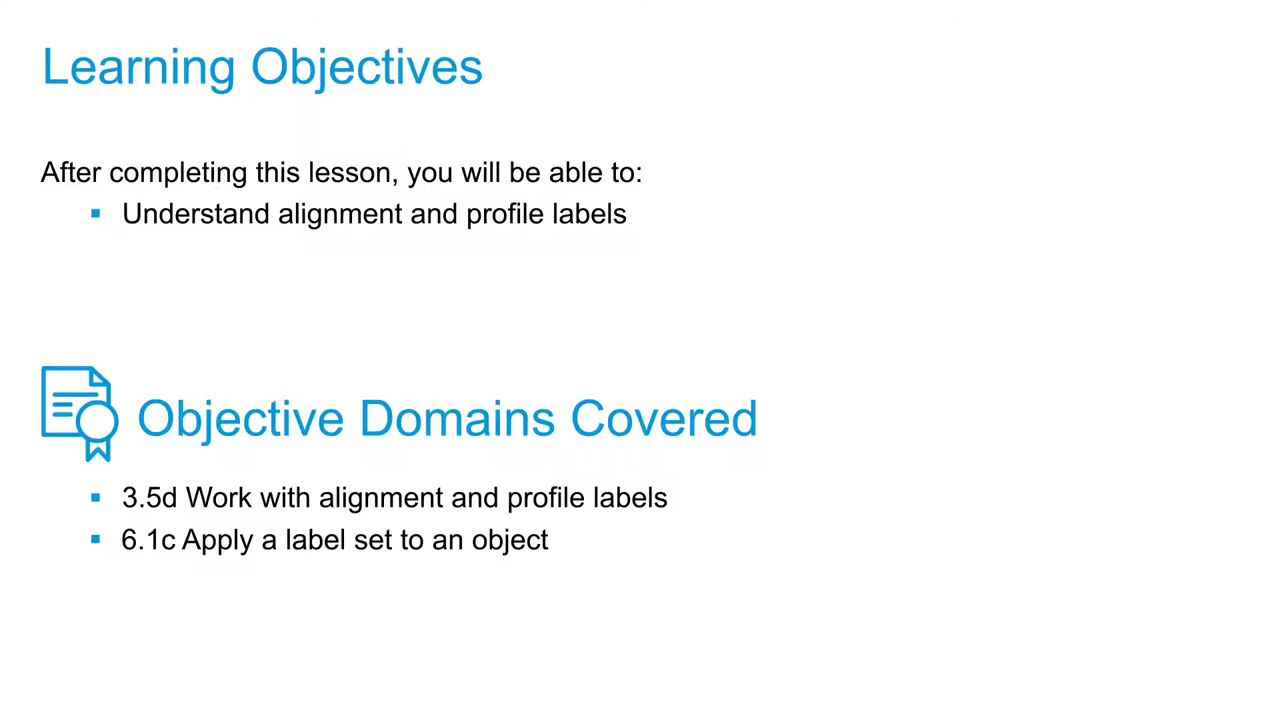 Learning Objectives
After completing this lesson, you will be able to:
▪ Understand alignment and profile labels
Objective Domains Covered
▪ 3.5d Work with alignment and profile labels
▪ 6.1c Apply a label set to an object